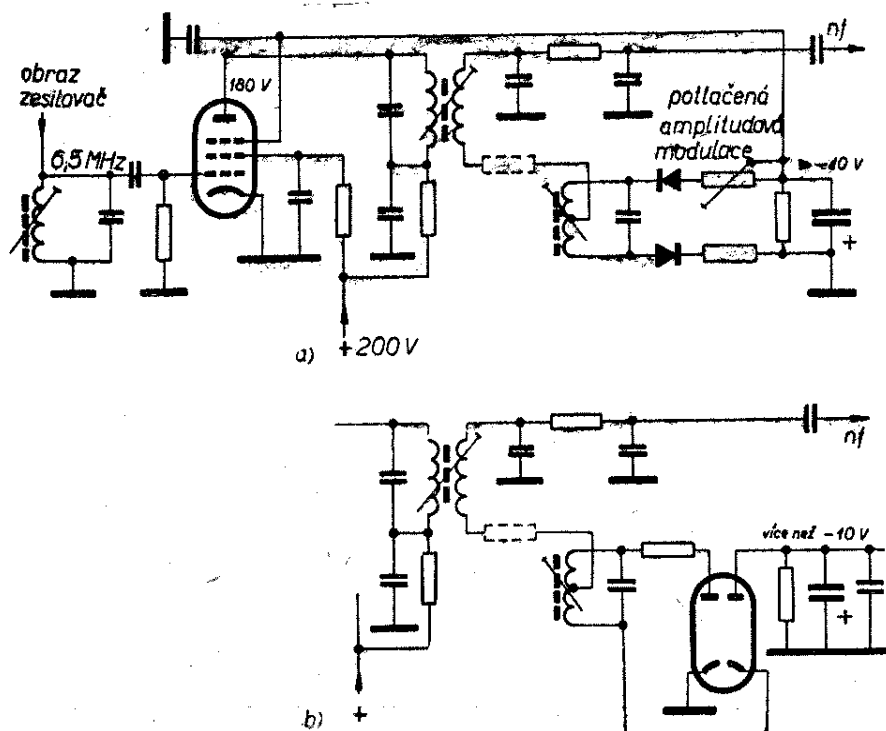 obraz
zesilovač
6,5 MHz
180 V
nf
potlačená
amplitudová
modulace
-10 V
+
+200 V
a)
nf
více než -10 V
+
+
b)